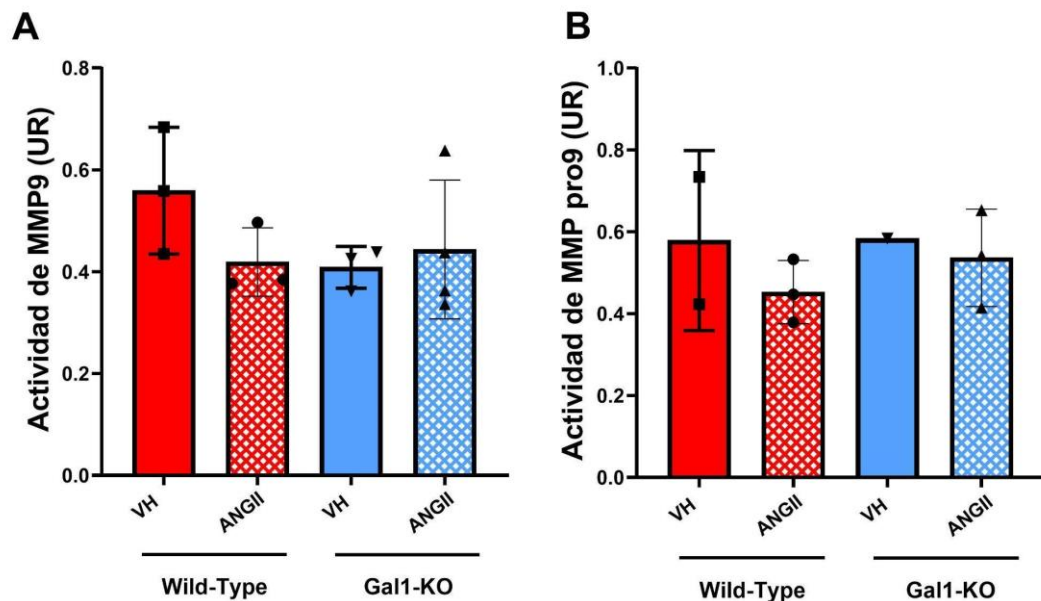 A
Actividad de MMP9 (UR)
0.8
0.6
0.4
0.2
0.0
VH
ANGII
VH
ANGII
Wild-Type
Gal1-KO
B
Actividad de MMP pro9 (UR)
1.0
0.8
0.6
0.4
0.2
0.0
VH
ANGII
VH
ANGII
Wild-Type
Gal1-KO